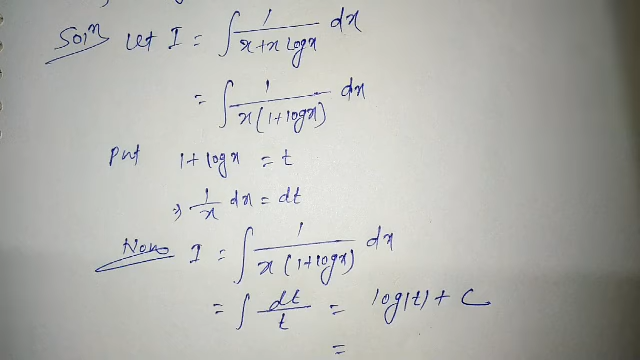 Solⁿ Let I = ∫ 1/(x+x logx) dx
= ∫ 1/(x(1+logx)) dx
Put 1+logx = t
⇒ 1/x dx = dt
Now I = ∫ 1/(x(1+logx)) dx
= ∫ dt/t = log|t| + C
=